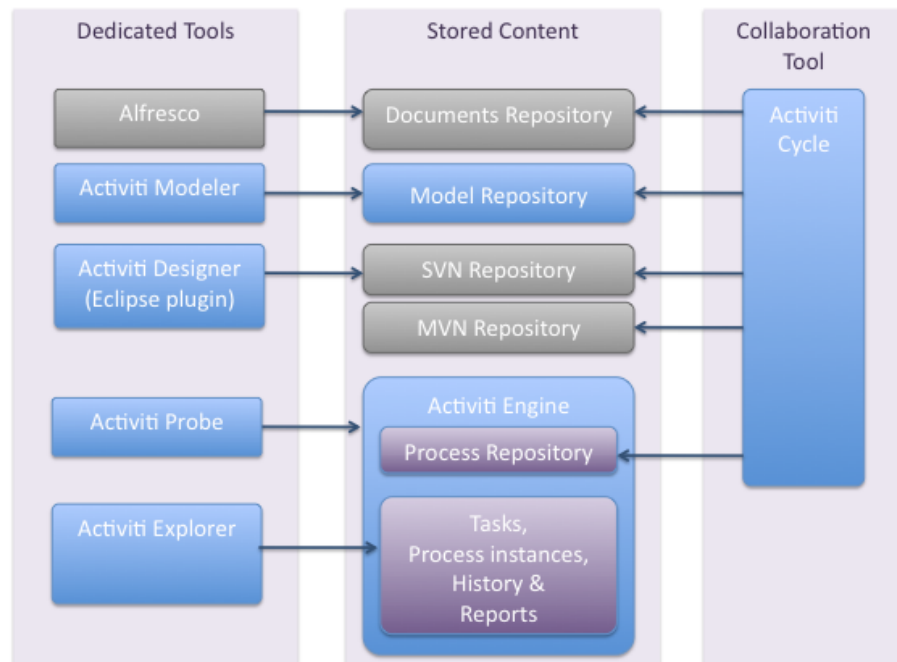 Dedicated Tools
Alfresco
Activiti Modeler
Activiti Designer
(Eclipse plugin)
Activiti Probe
Activiti Explorer
Stored Content
Documents Repository
Model Repository
SVN Repository
MVN Repository
Activiti Engine
Process Repository
Tasks,
Process instances,
History &
Reports
Collaboration
Tool
Activiti
Cycle